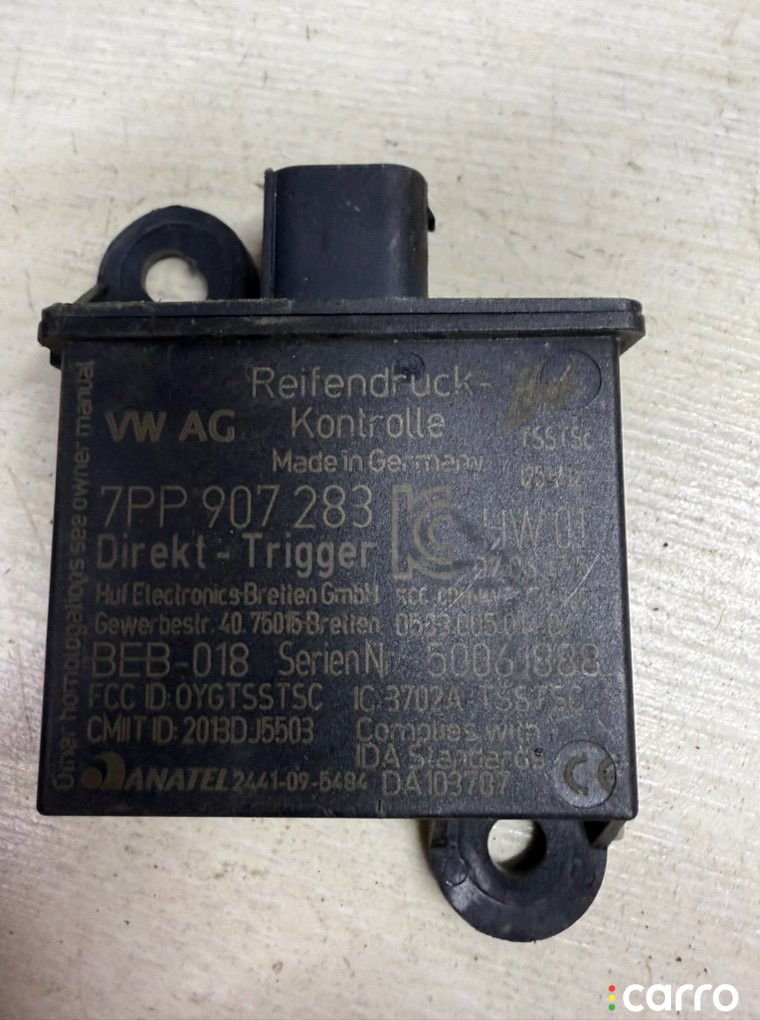 Reifendruck-
VW AG Kontrolle
TSSTSC
Made in Germany
7PP 907 283
HW 01
Direkt - Trigger
Huf Electronics Bretten GmbH
Gewerbestr. 40. 75015 Bretten
BEB-018 Serien Nr 50061888
FCC ID: OYGTSSTSC IC 3702A-TSSTSC
CMIIT ID: 2013DJ5503 Complies with
IDA Standards
ANATEL 2441-09-5484 DA103787
CE
Other homologations see owner manual
carro